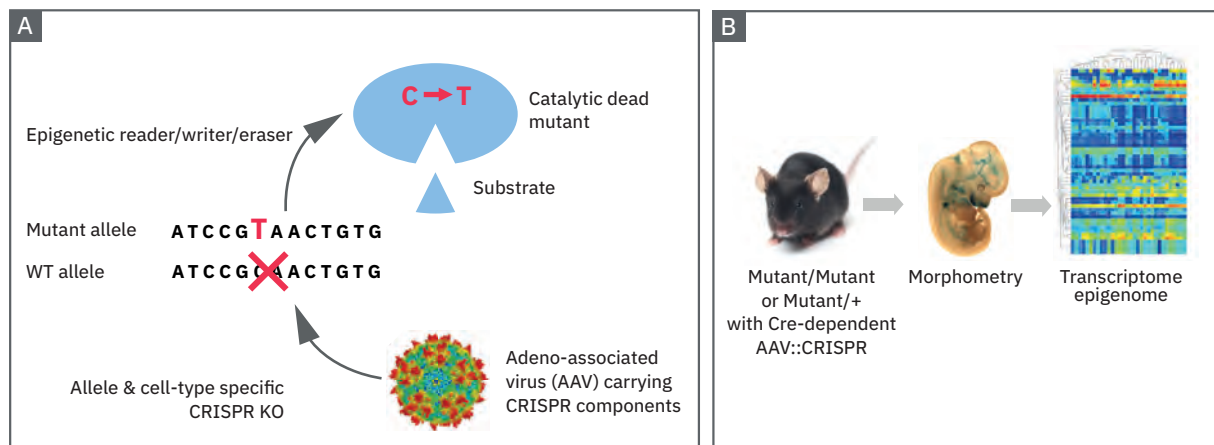 A
C → T
Catalytic dead
mutant
Epigenetic reader/writer/eraser
Substrate
Mutant allele
ATCCGTAACTGTG
WT allele
ATCCGCAACTGTG
Allele & cell-type specific
CRISPR KO
Adeno-associated
virus (AAV) carrying
CRISPR components
B
Mutant/Mutant
or Mutant/+
with Cre-dependent
AAV::CRISPR
Morphometry
Transcriptome
epigenome